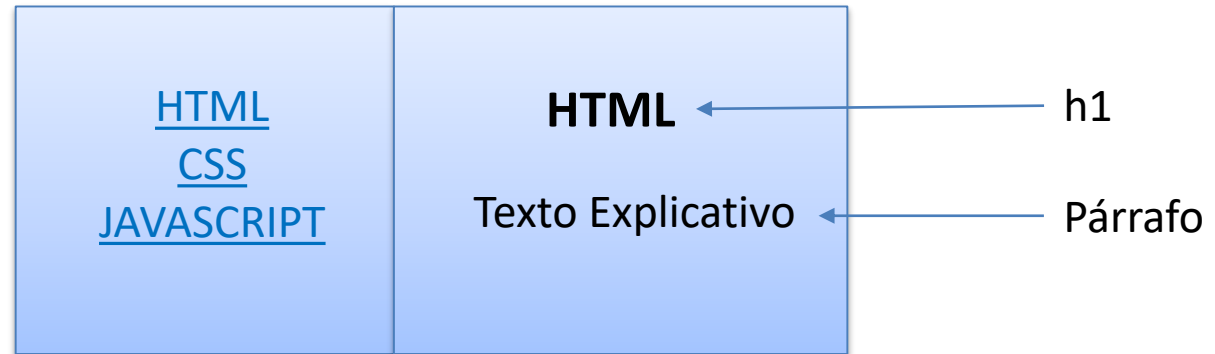 HTML
CSS
JAVASCRIPT
HTML
Texto Explicativo
h1
Párrafo